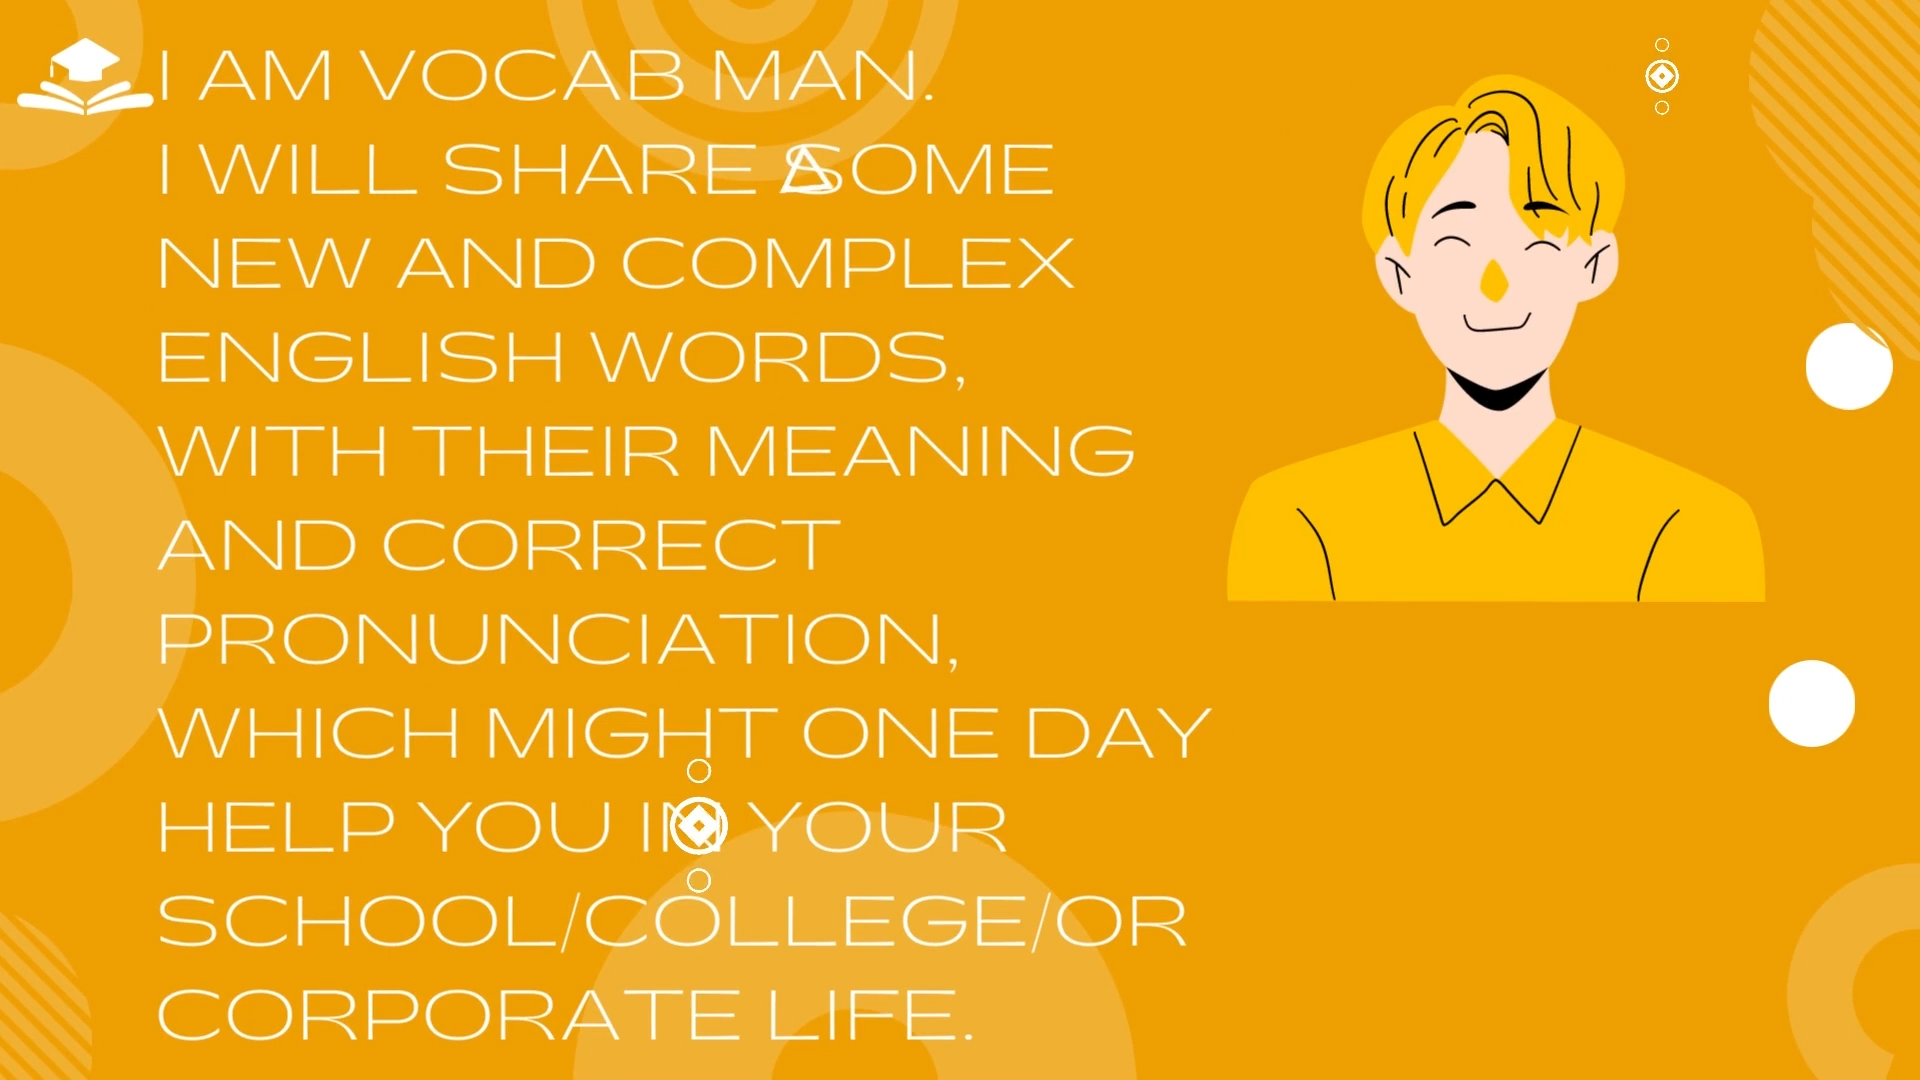 I AM VOCAB MAN.
I WILL SHARE SOME
NEW AND COMPLEX
ENGLISH WORDS,
WITH THEIR MEANING
AND CORRECT
PRONUNCIATION,
WHICH MIGHT ONE DAY
HELP YOU IN YOUR
SCHOOL/COLLEGE/OR
CORPORATE LIFE.